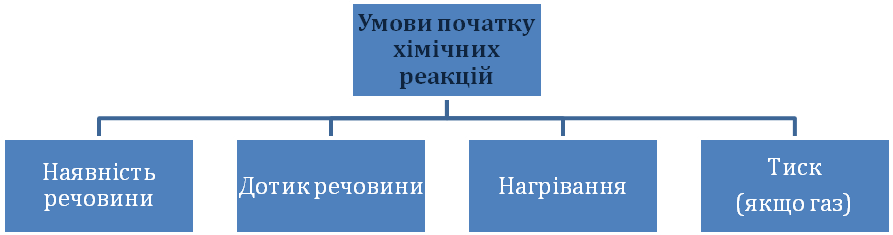 Умови початку
хімічних
реакцій
Наявність
речовини
Дотик речовини
Нагрівання
Тиск
(якщо газ)